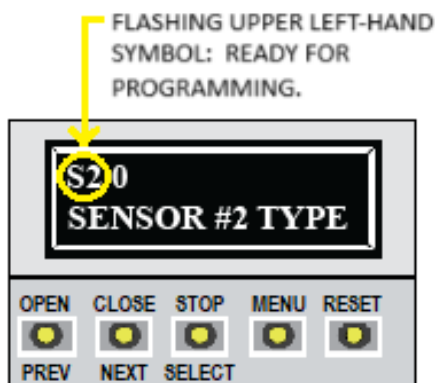 FLASHING UPPER LEFT-HAND
SYMBOL: READY FOR
PROGRAMMING.
S2 0
SENSOR #2 TYPE
OPEN CLOSE STOP MENU RESET
PREV NEXT SELECT